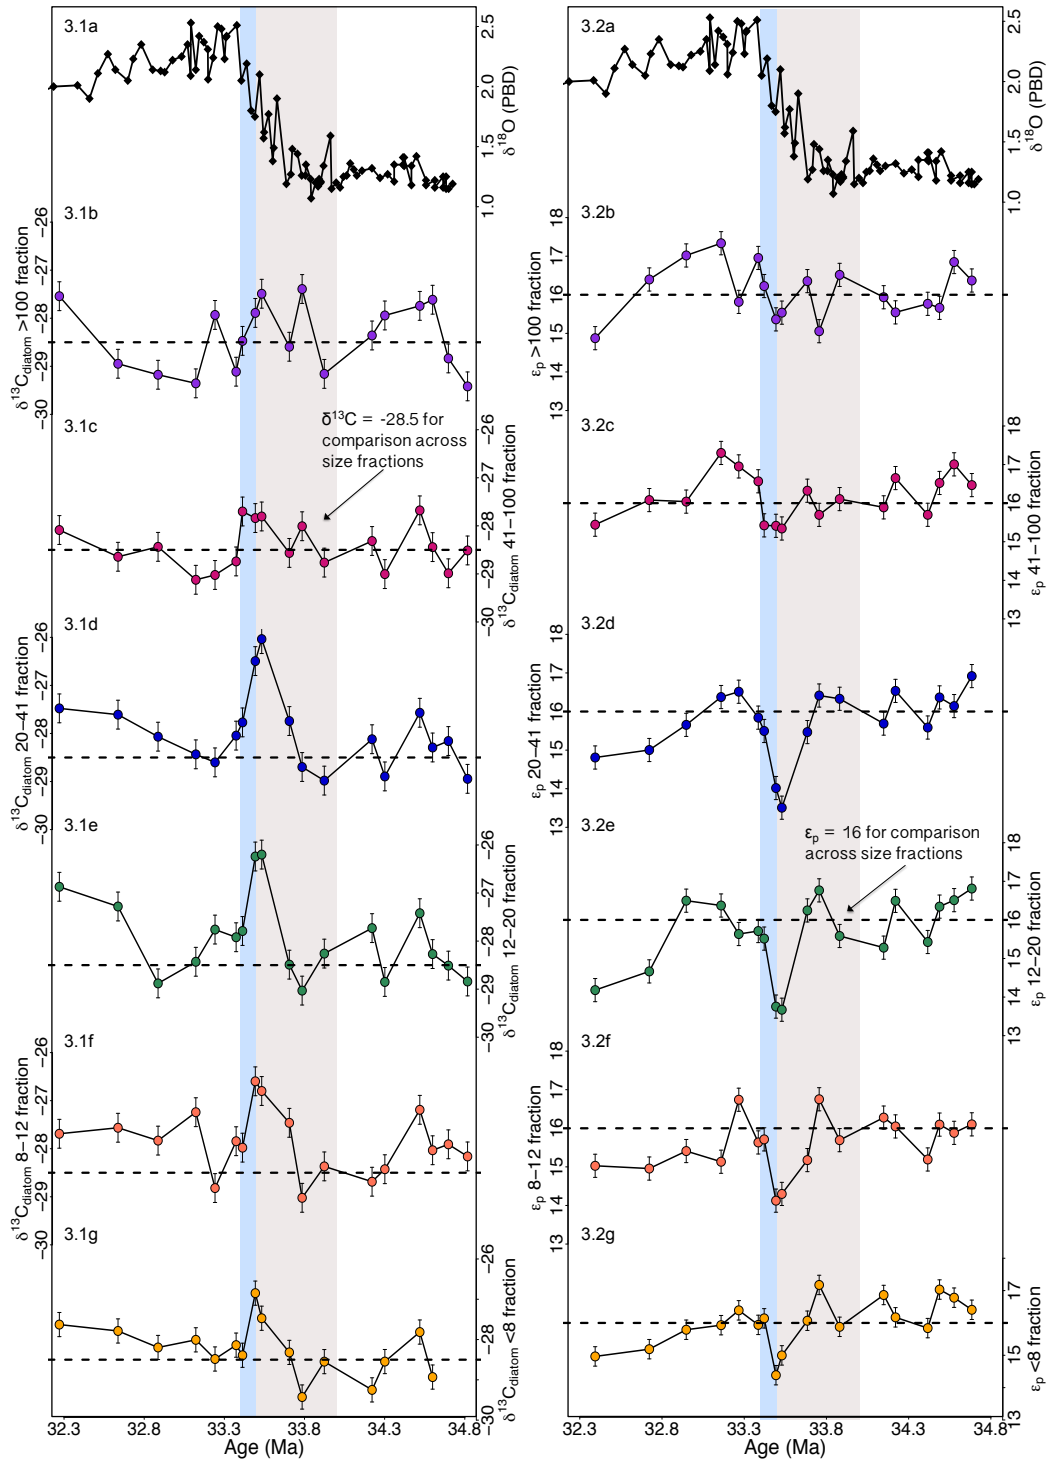 3.1a
2.5
2.0
1.5
1.0
δ18O (PBD)
3.1b
−26
−27
−28
−29
−30
δ13Cdiatom >100 fraction
3.1c
δ13C = -28.5 for
comparison across
size fractions
−26
−27
−28
−29
−30
δ13Cdiatom 41−100 fraction
3.1d
−26
−27
−28
−29
−30
δ13Cdiatom 20−41 fraction
3.1e
−26
−27
−28
−29
−30
δ13Cdiatom 12−20 fraction
3.1f
−26
−27
−28
−29
−30
δ13Cdiatom 8−12 fraction
3.1g
−26
−28
−30
δ13Cdiatom <8 fraction
32.3 32.8 33.3 33.8 34.3 34.8
Age (Ma)
3.2a
2.5
2.0
1.5
1.0
δ18O (PBD)
3.2b
18
17
16
15
14
13
εp >100 fraction
3.2c
18
17
16
15
14
13
εp 41−100 fraction
3.2d
18
17
16
15
14
13
εp 20−41 fraction
3.2e
εp = 16 for comparison
across size fractions
18
17
16
15
14
13
εp 12−20 fraction
3.2f
18
17
16
15
14
13
εp 8−12 fraction
3.2g
17
15
13
εp <8 fraction
32.3 32.8 33.3 33.8 34.3 34.8
Age (Ma)